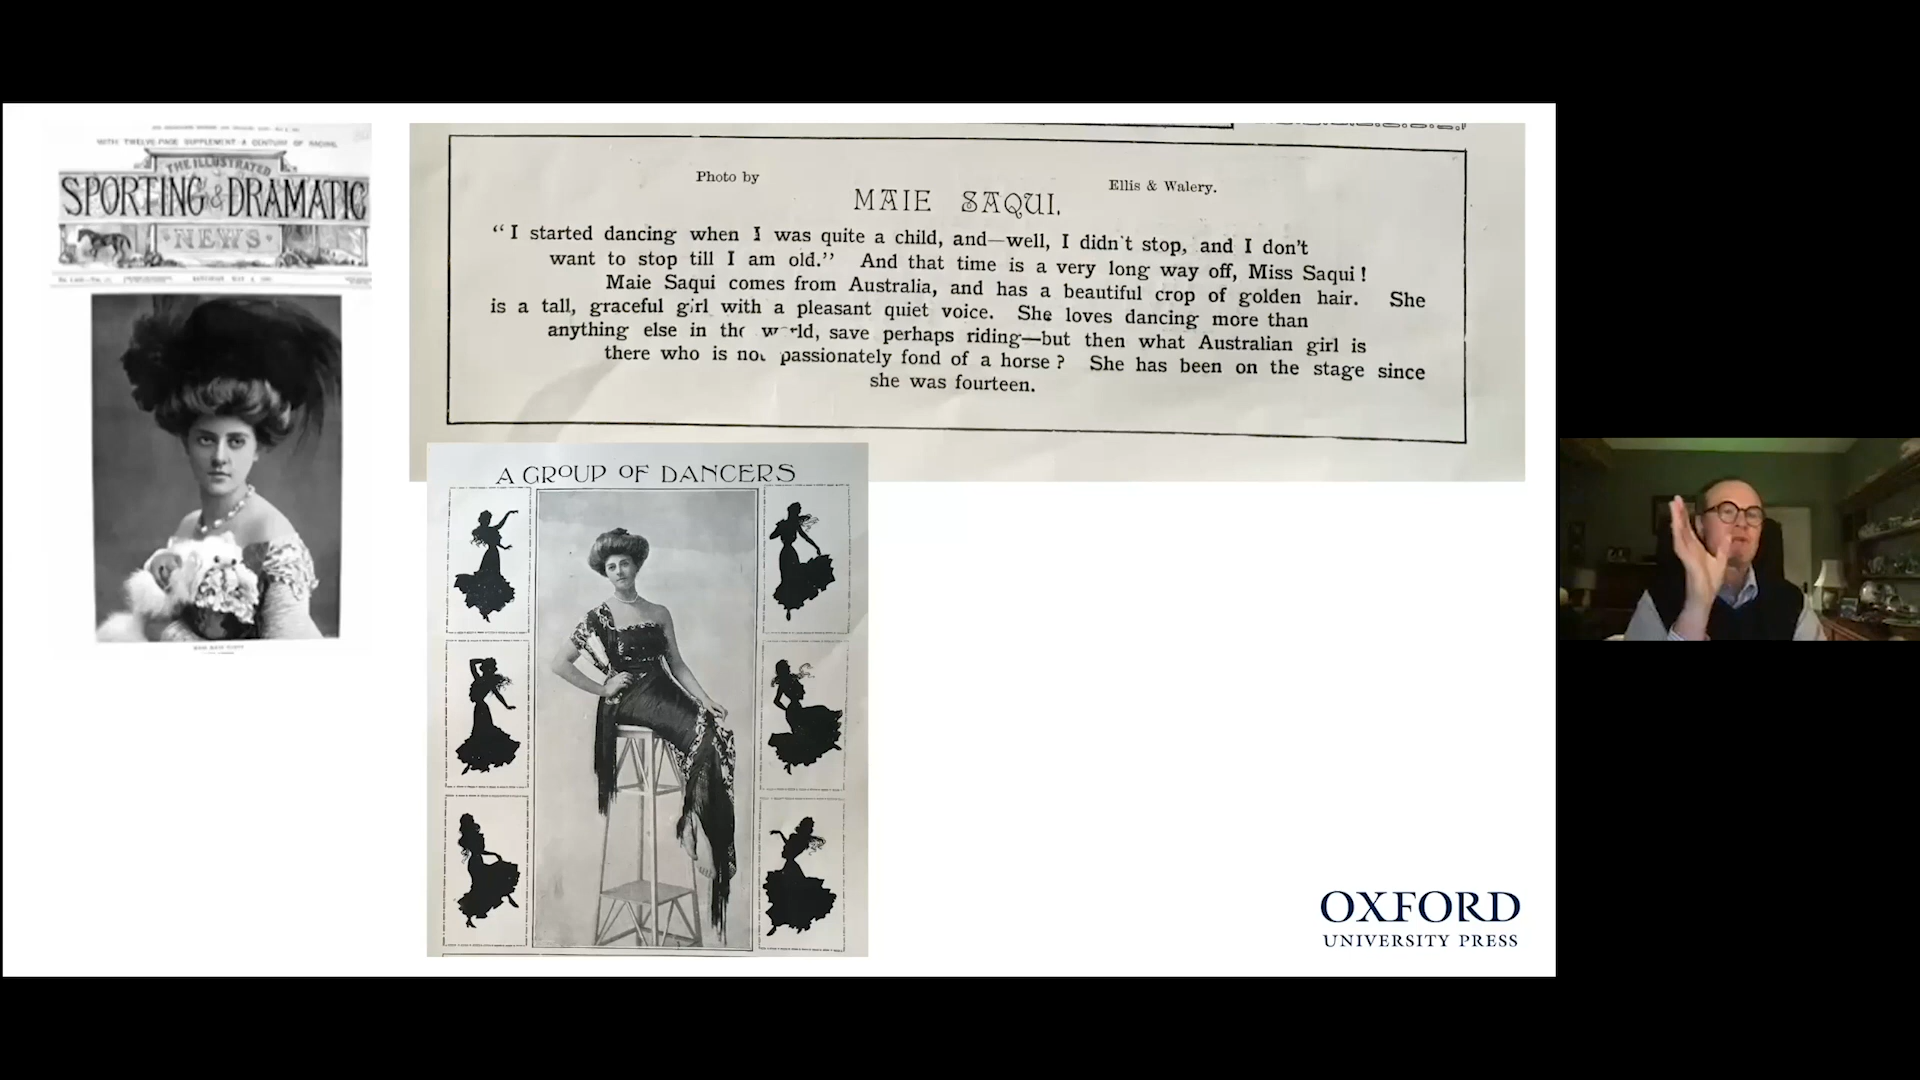 WITH TWELVE-PAGE SUPPLEMENT-A CENTURY OF RACING.
THE ILLUSTRATED
SPORTING & DRAMATIC
NEWS
Photo by
Ellis & Walery.
MAIE SAQUI.
“I started dancing when I was quite a child, and—well, I didn't stop, and I don't
want to stop till I am old.” And that time is a very long way off, Miss Saqui!
Maie Saqui comes from Australia, and has a beautiful crop of golden hair. She
is a tall, graceful girl with a pleasant quiet voice. She loves dancing more than
anything else in the world, save perhaps riding—but then what Australian girl is
there who is not passionately fond of a horse? She has been on the stage since
she was fourteen.
A GROUP OF DANCERS
OXFORD
UNIVERSITY PRESS